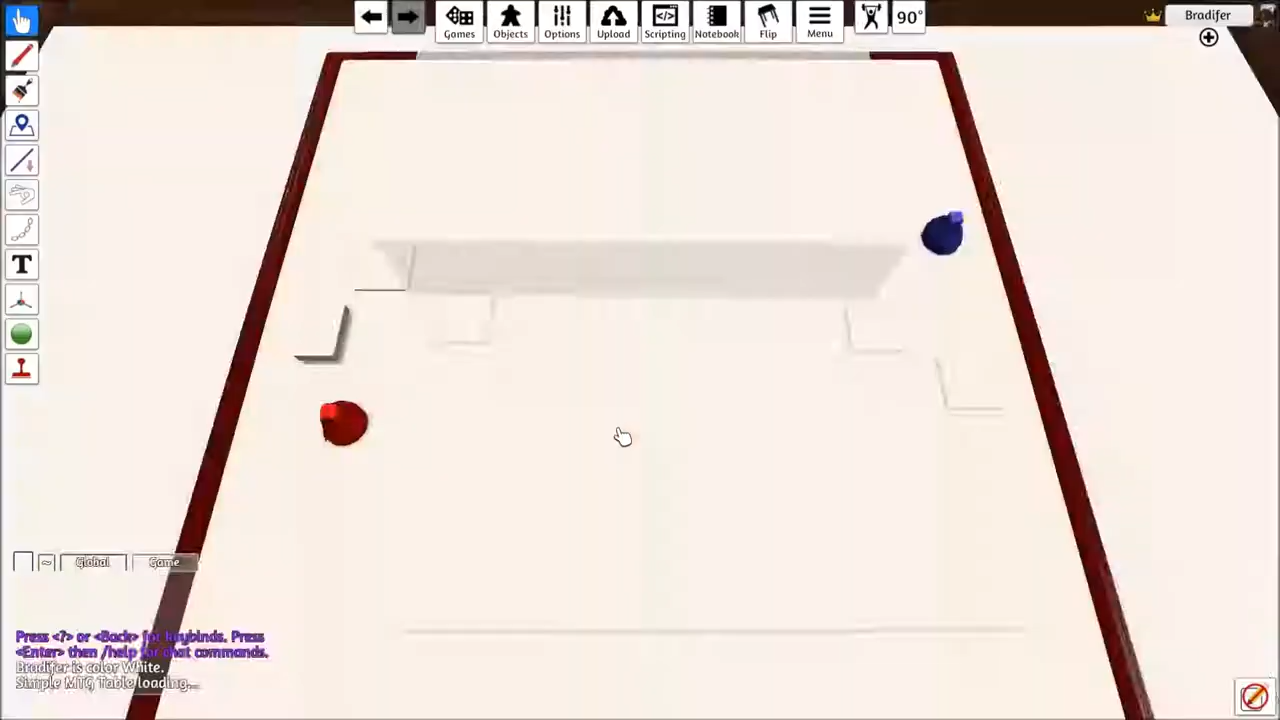 Games
Objects
Options
Upload
Scripting
Notebook
Flip
Menu
90°
Bradifer
T
~
Global
Game
Press <?> or <Back> for keybinds. Press
<Enter> then /help for chat commands.
Bradifer is color White.
Simple MTG Table loading...